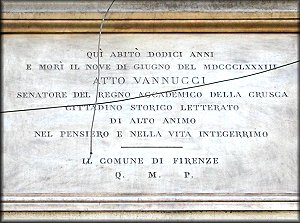 QUI ABITÒ DODICI ANNI
E MORÌ IL NOVE DI GIUGNO DEL MDCCCLXXXIII
ATTO VANNUCCI
SENATORE DEL REGNO ACCADEMICO DELLA CRUSCA
CITTADINO STORICO LETTERATO
DI ALTO ANIMO
NEL PENSIERO E NELLA VITA INTEGERRIMO
IL COMUNE DI FIRENZE
Q. M. P.